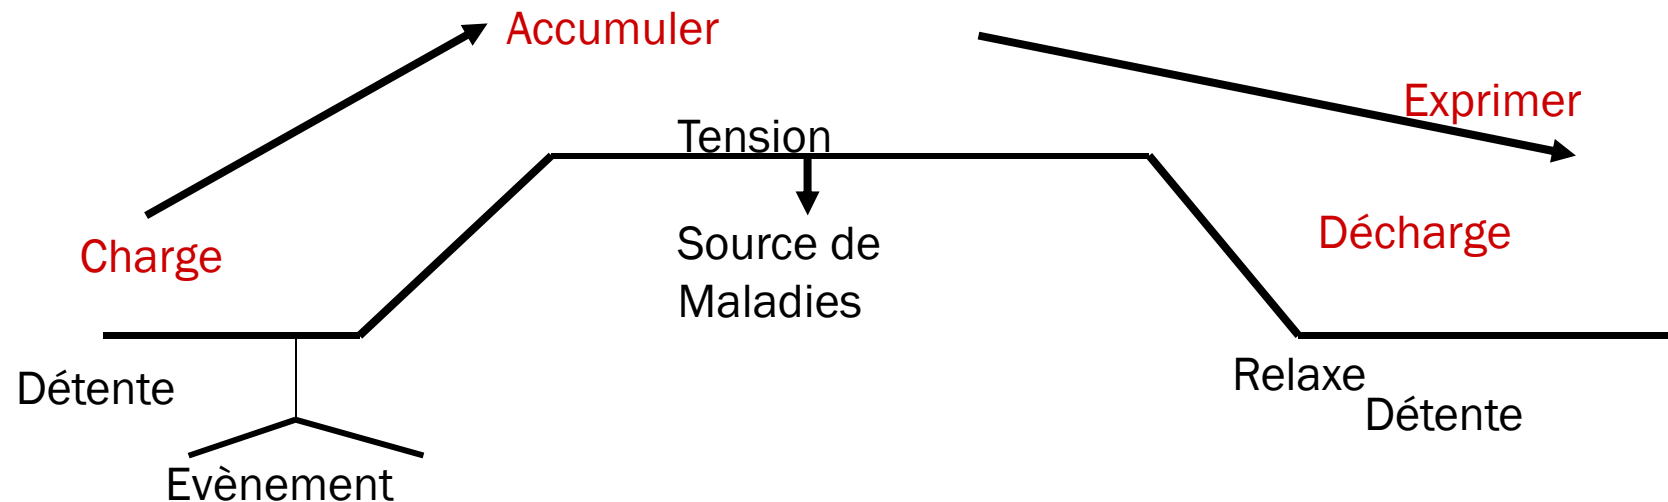 Accumuler
Exprimer
Tension
Charge
Source de
Maladies
Décharge
Détente
Relaxe
Détente
Evènement